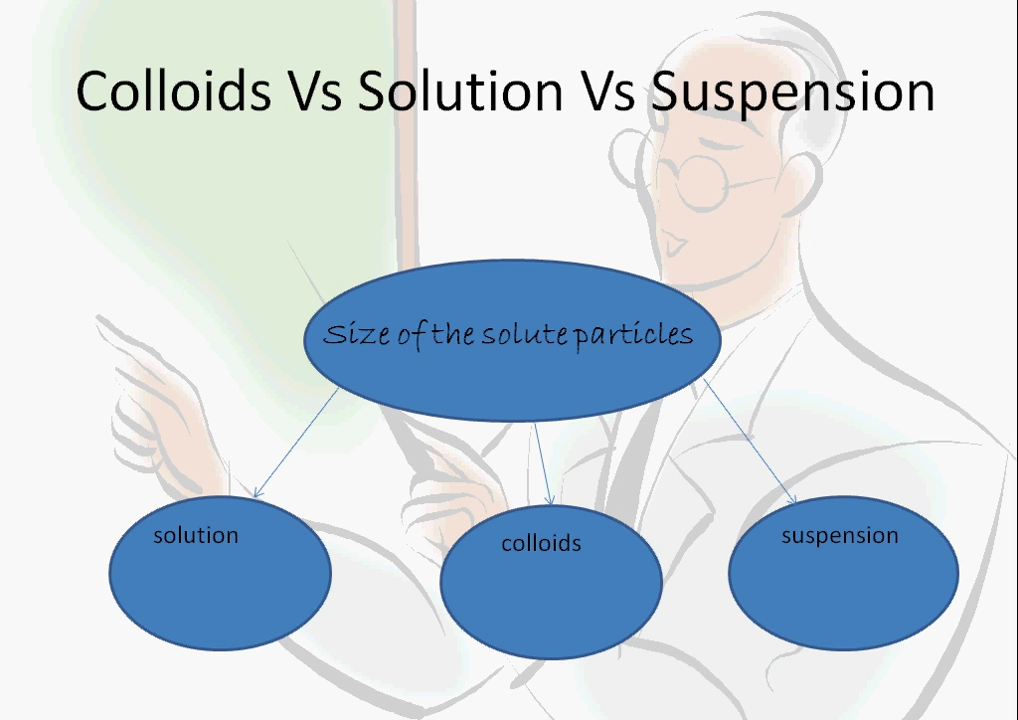 Colloids Vs Solution Vs Suspension
Size of the solute particles
solution
colloids
suspension